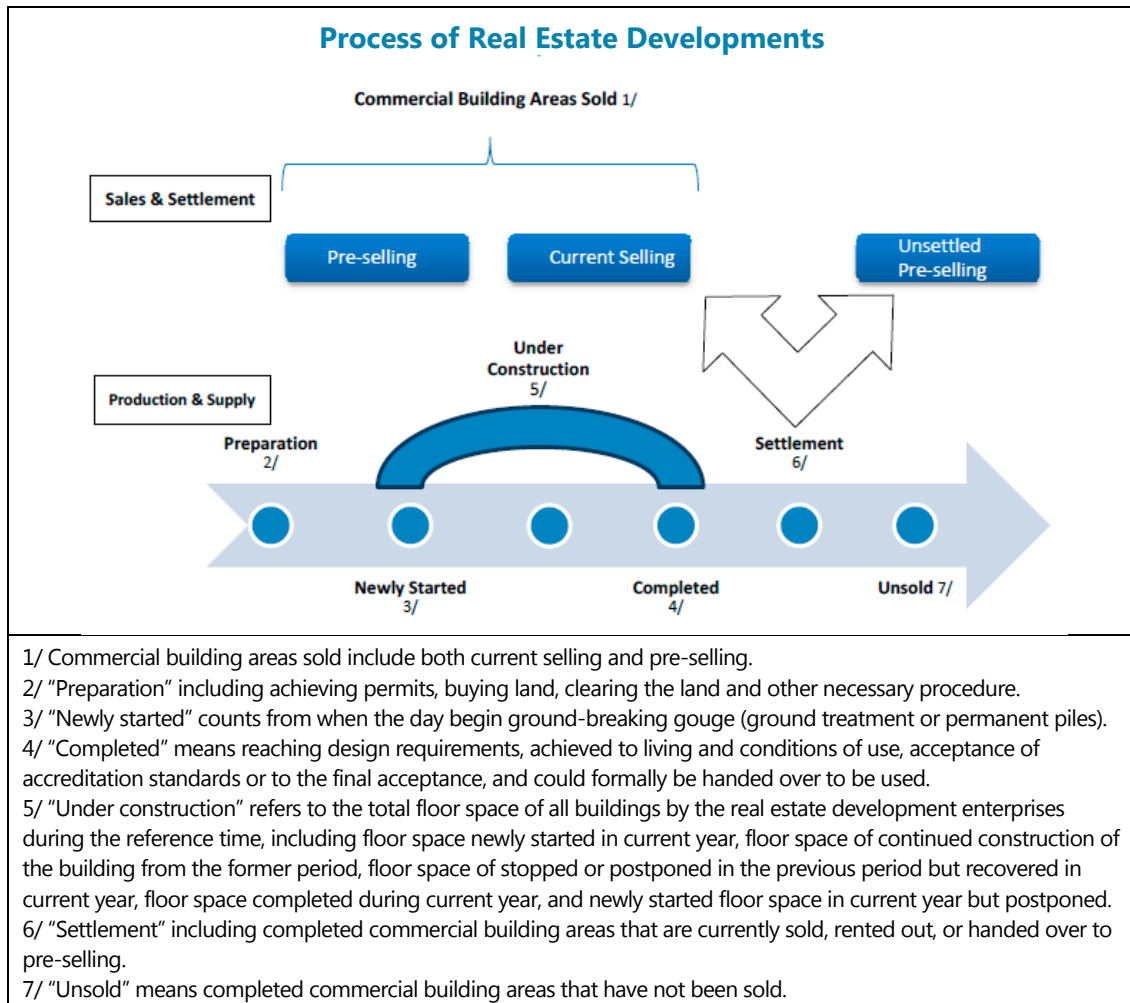 Process of Real Estate Developments
Commercial Building Areas Sold 1/
Sales & Settlement
Pre-selling
Current Selling
Unsettled
Pre-selling
Under
Construction
5/
Production & Supply
Preparation
2/
Settlement
6/
Newly Started
3/
Completed
4/
Unsold 7/
1/ Commercial building areas sold include both current selling and pre-selling.
2/ “Preparation” including achieving permits, buying land, clearing the land and other necessary procedure.
3/ “Newly started” counts from when the day begin ground-breaking gouge (ground treatment or permanent piles).
4/ “Completed” means reaching design requirements, achieved to living and conditions of use, acceptance of
accreditation standards or to the final acceptance, and could formally be handed over to be used.
5/ “Under construction” refers to the total floor space of all buildings by the real estate development enterprises
during the reference time, including floor space newly started in current year, floor space of continued construction of
the building from the former period, floor space of stopped or postponed in the previous period but recovered in
current year, floor space completed during current year, and newly started floor space in current year but postponed.
6/ “Settlement” including completed commercial building areas that are currently sold, rented out, or handed over to
pre-selling.
7/ “Unsold” means completed commercial building areas that have not been sold.